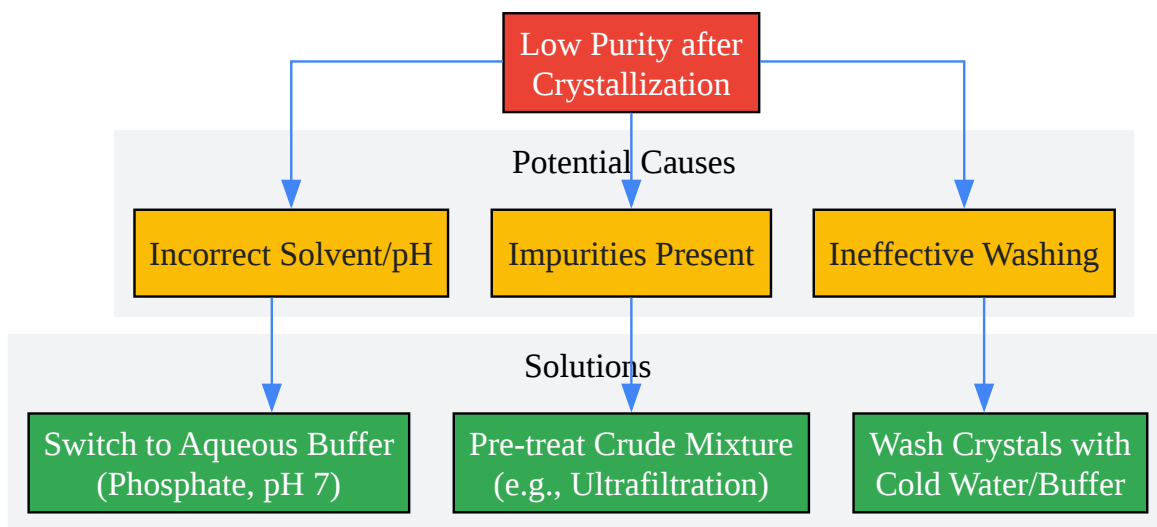 Low Purity after
Crystallization
Potential Causes
Incorrect Solvent/pH
Impurities Present
Ineffective Washing
Solutions
Switch to Aqueous Buffer
(Phosphate, pH 7)
Pre-treat Crude Mixture
(e.g., Ultrafiltration)
Wash Crystals with
Cold Water/Buffer